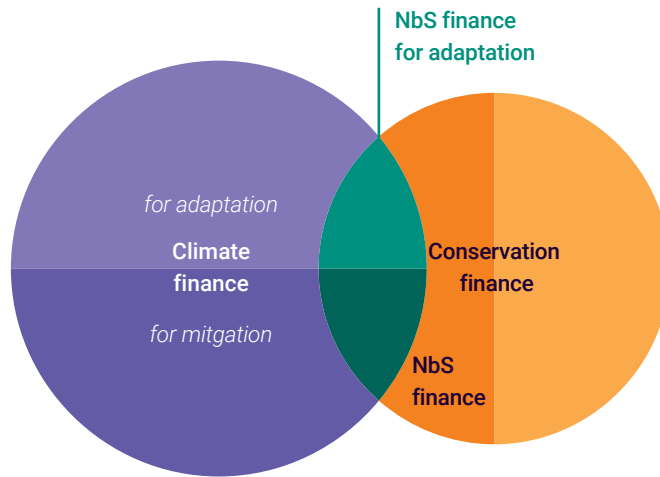 NbS finance
for adaptation
for adaptation
Climate
finance
for mitgation
Conservation
finance
NbS
finance